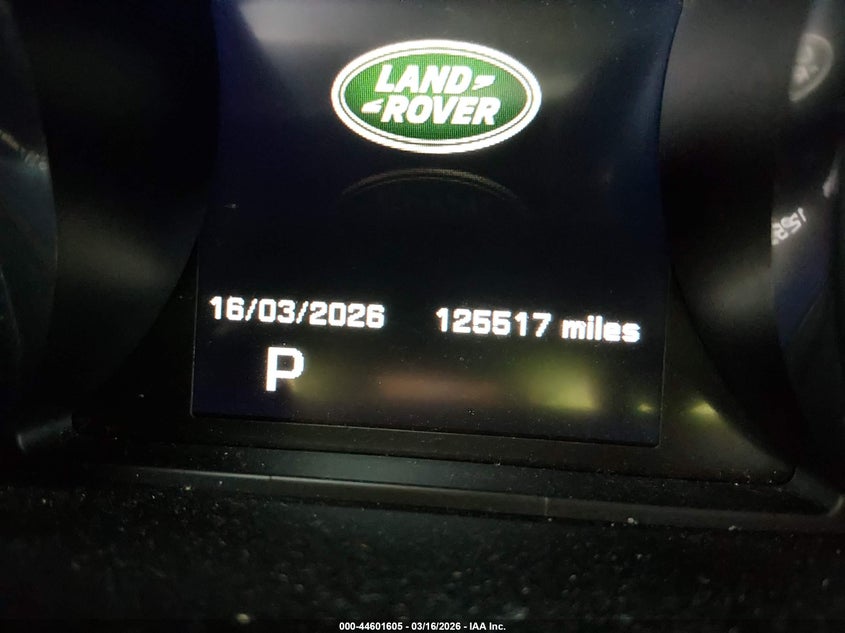 LAND
ROVER
16/03/2026 125517 miles
P
000-44601605 - 03/16/2026 - IAA Inc.